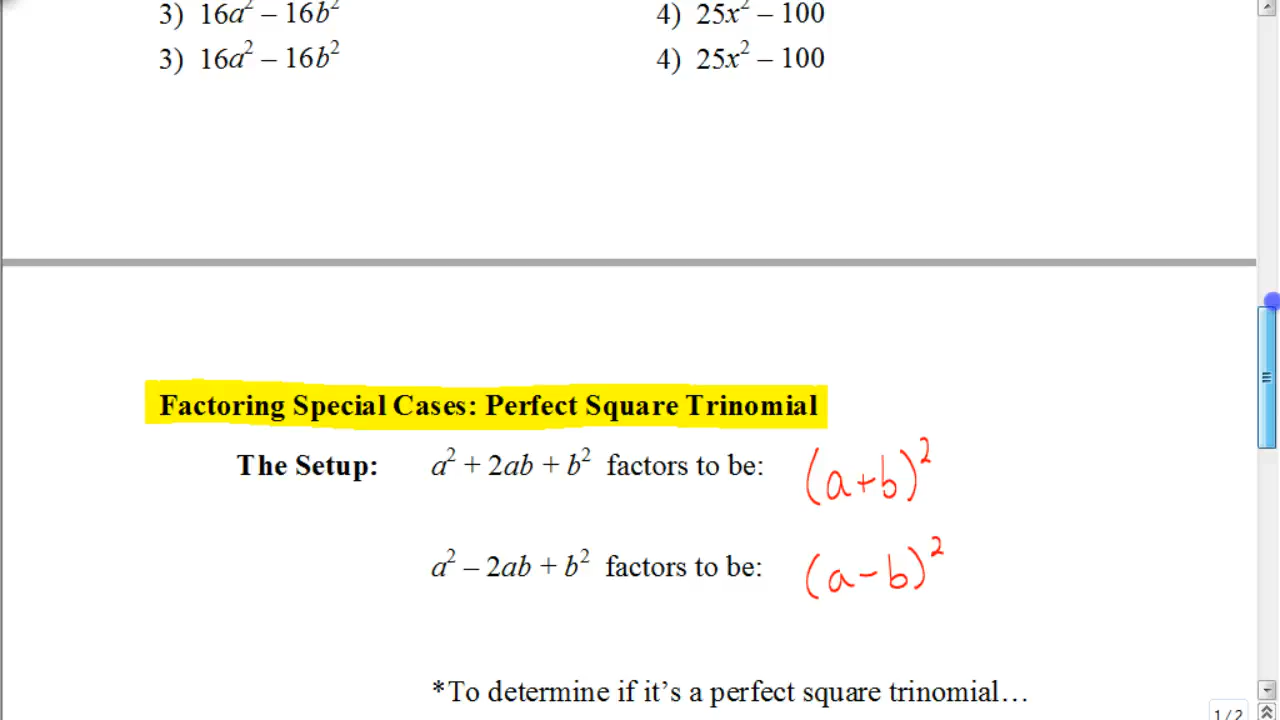 3) 16a² – 16b² 4) 25x² – 100
3) 16a² – 16b² 4) 25x² – 100
Factoring Special Cases: Perfect Square Trinomial
The Setup: a² + 2ab + b² factors to be: (a+b)²
a² – 2ab + b² factors to be: (a-b)²
*To determine if it's a perfect square trinomial…
1/2